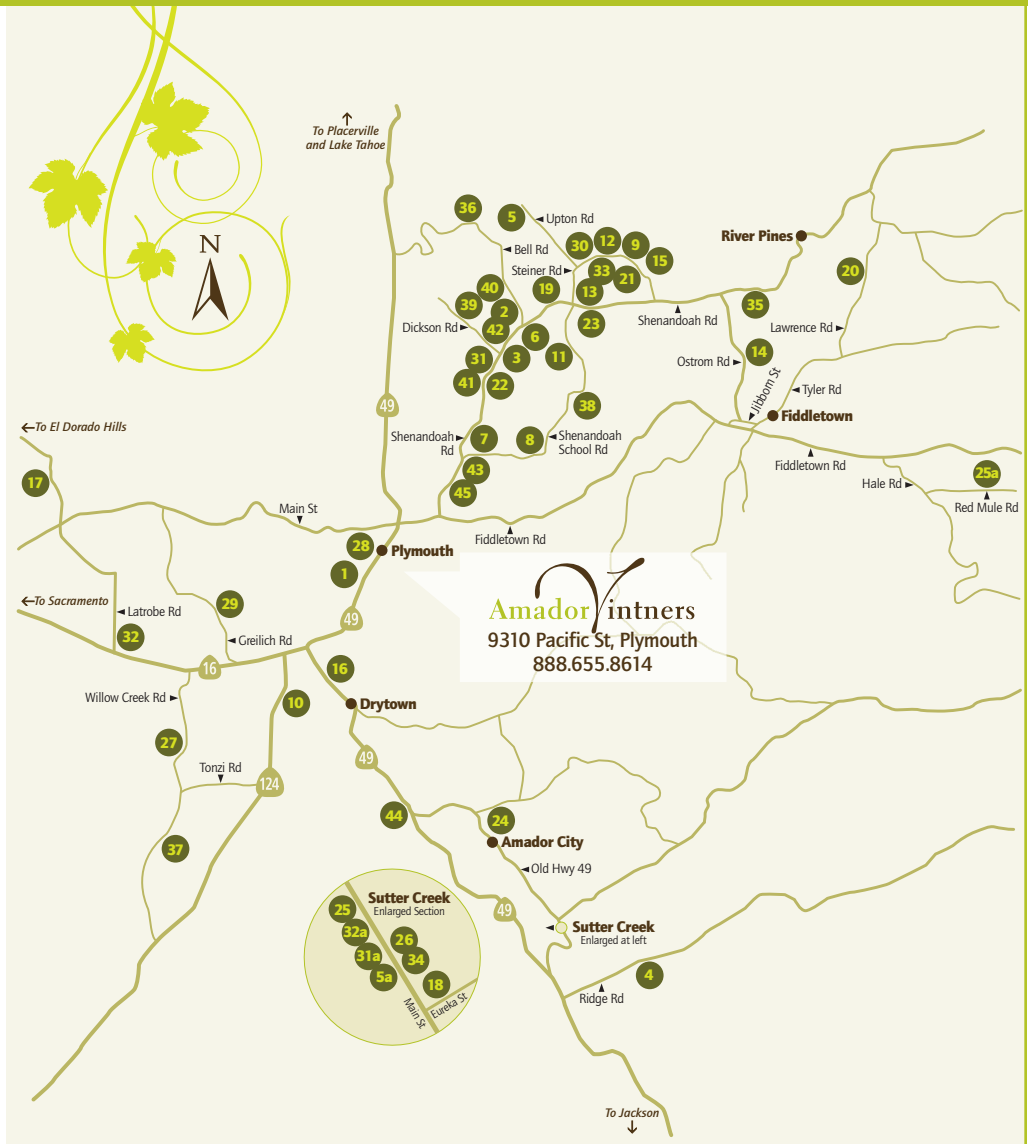 N
↑
To Placerville
and Lake Tahoe
36
5
Upton Rd
River Pines
Bell Rd
30
12
9
15
Steiner Rd
33
21
20
40
19
13
39
2
35
Dickson Rd
42
23
Shenandoah Rd
Lawrence Rd
6
31
3
11
Ostrom Rd
14
41
22
Jibbom St
Tyler Rd
49
38
Fiddletown
←To El Dorado Hills
Shenandoah
Rd
7
8
Shenandoah
School Rd
Fiddletown Rd
17
43
Hale Rd
25a
45
Red Mule Rd
Main St
Fiddletown Rd
28
Plymouth
1
Amador Vintners
9310 Pacific St, Plymouth
888.655.8614
←To Sacramento
Latrobe Rd
29
49
32
Greilich Rd
16
16
Willow Creek Rd
10
Drytown
27
49
Tonzi Rd
124
44
24
Amador City
37
Old Hwy 49
49
Sutter Creek
Enlarged Section
25
32a
26
31a
34
5a
18
Main St
Eureka St
Sutter Creek
Enlarged at left
4
Ridge Rd
To Jackson
↓